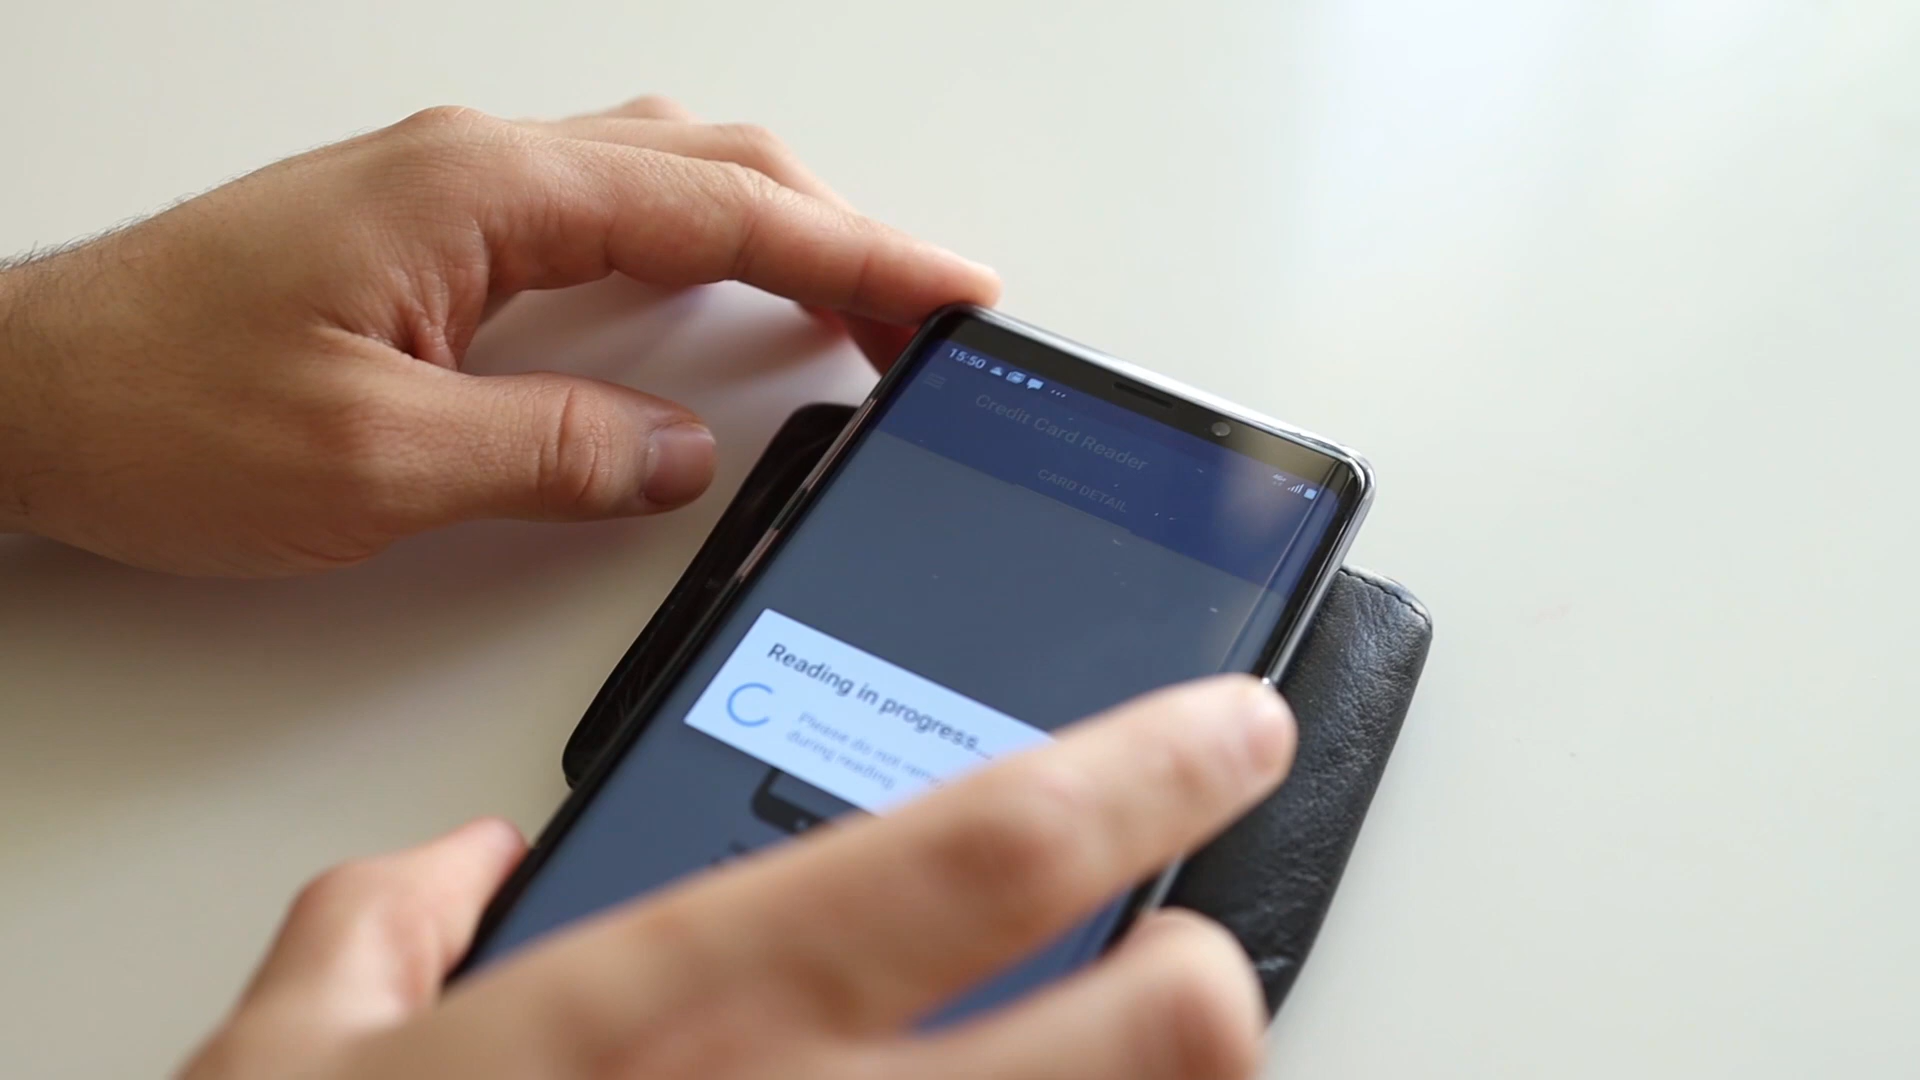 15:50
Credit Card Reader
CARD DETAIL
Reading in progress...
Please do not
during reading.